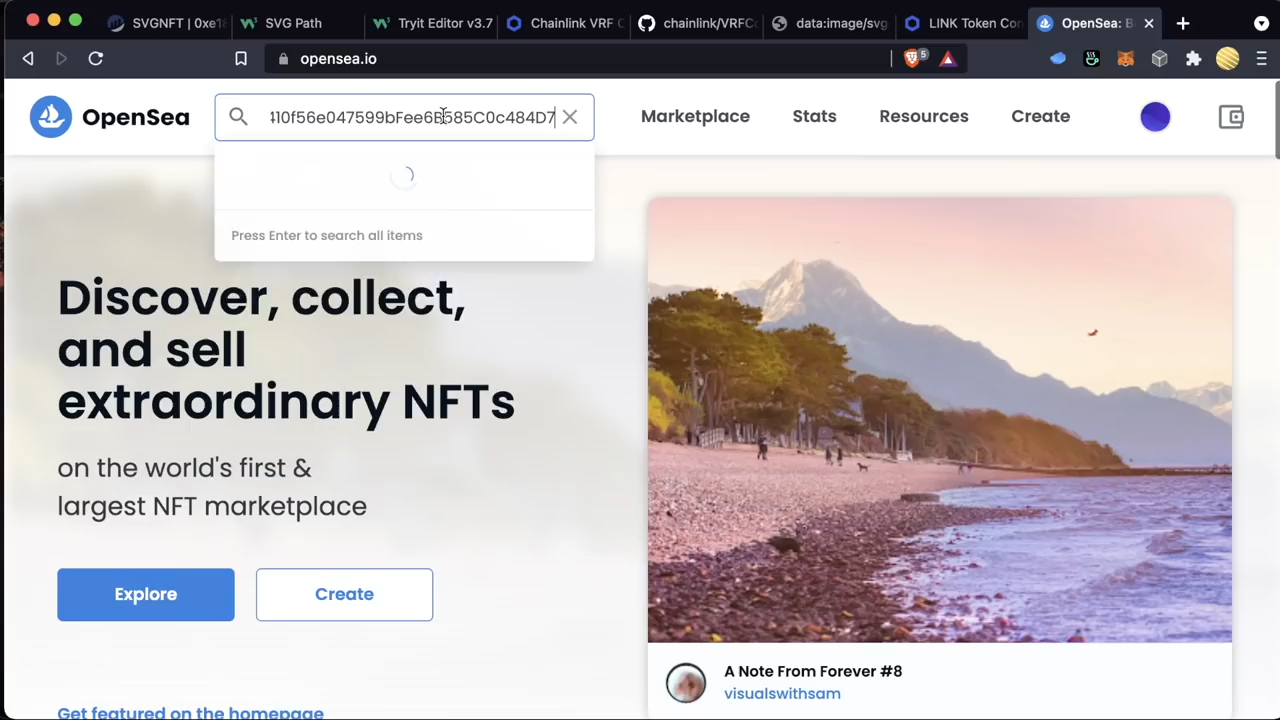 SVGNFT | 0xe1
SVG Path
Tryit Editor v3.7
Chainlink VRF C
chainlink/VRFC
data:image/svg
LINK Token Con
OpenSea: B
opensea.io
5
OpenSea
410f56e047599bFee6B585C0c484D7
Marketplace
Stats
Resources
Create
Press Enter to search all items
Discover, collect,
and sell
extraordinary NFTs
on the world's first &
largest NFT marketplace
Explore
Create
Get featured on the homepage
A Note From Forever #8
visualswithsam